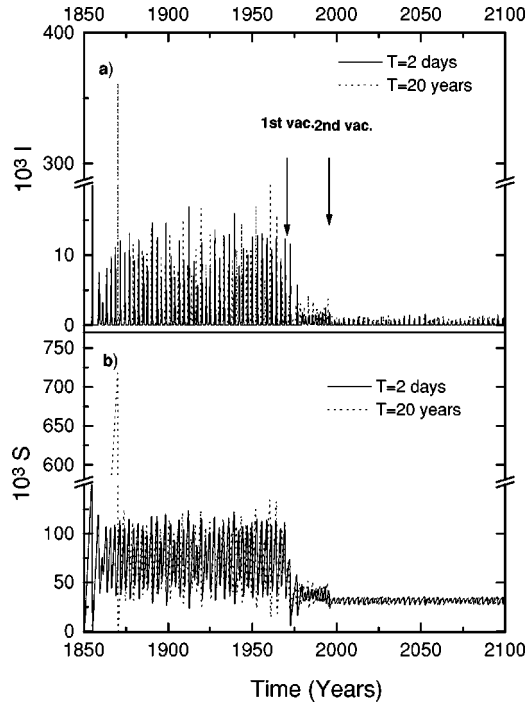 1850 1900 1950 2000 2050 2100
400
a)
T=2 days
T=20 years
1st vac. 2nd vac.
300
10³ I
10
0
750
b)
700
T=2 days
T=20 years
650
600
10³ S
100
50
0
1850 1900 1950 2000 2050 2100
Time (Years)